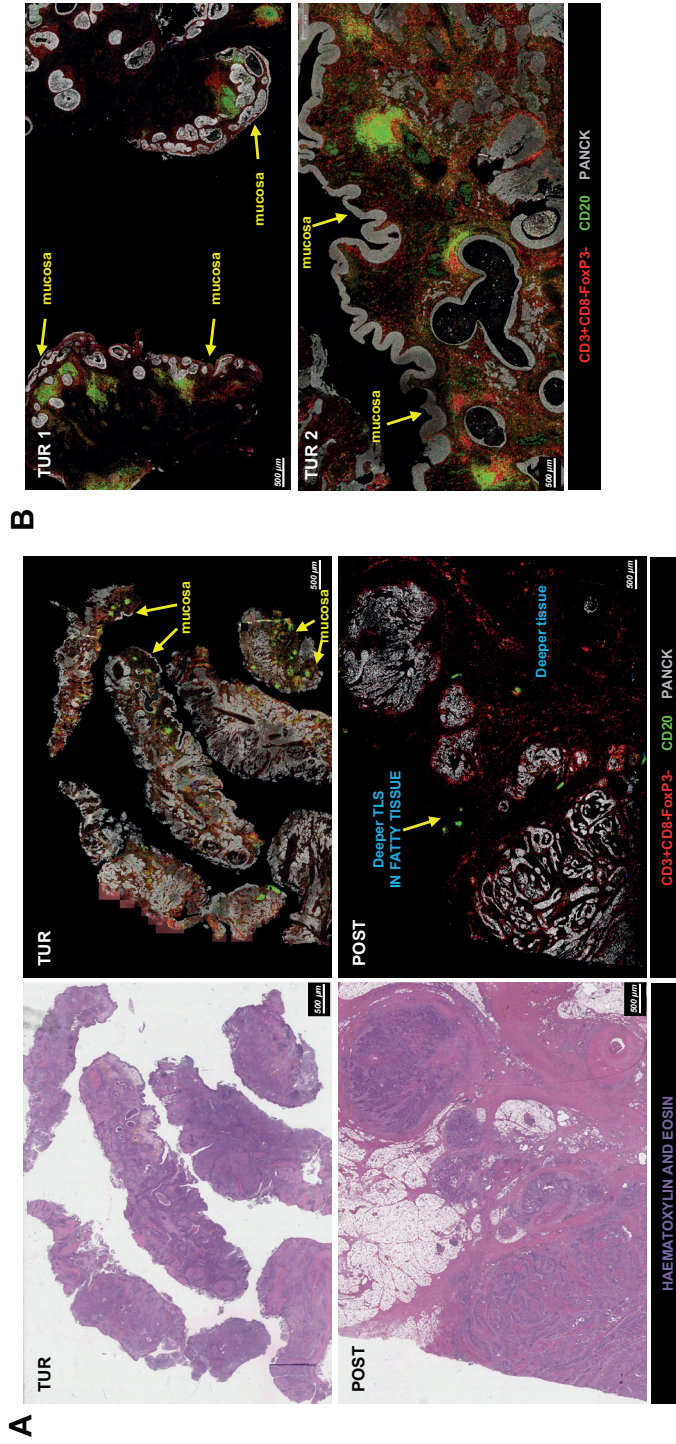 A
TUR
500 µm
TUR
mucosa
mucosa
500 µm
POST
500 µm
POST
Deeper TLS
IN FATTY TISSUE
Deeper tissue
500 µm
HAEMATOXYLIN AND EOSIN
CD3+CD8-FoxP3- CD20 PANCK
B
TUR 1
mucosa
mucosa
mucosa
500 µm
TUR 2
mucosa
mucosa
500 µm
CD3+CD8-FoxP3- CD20 PANCK